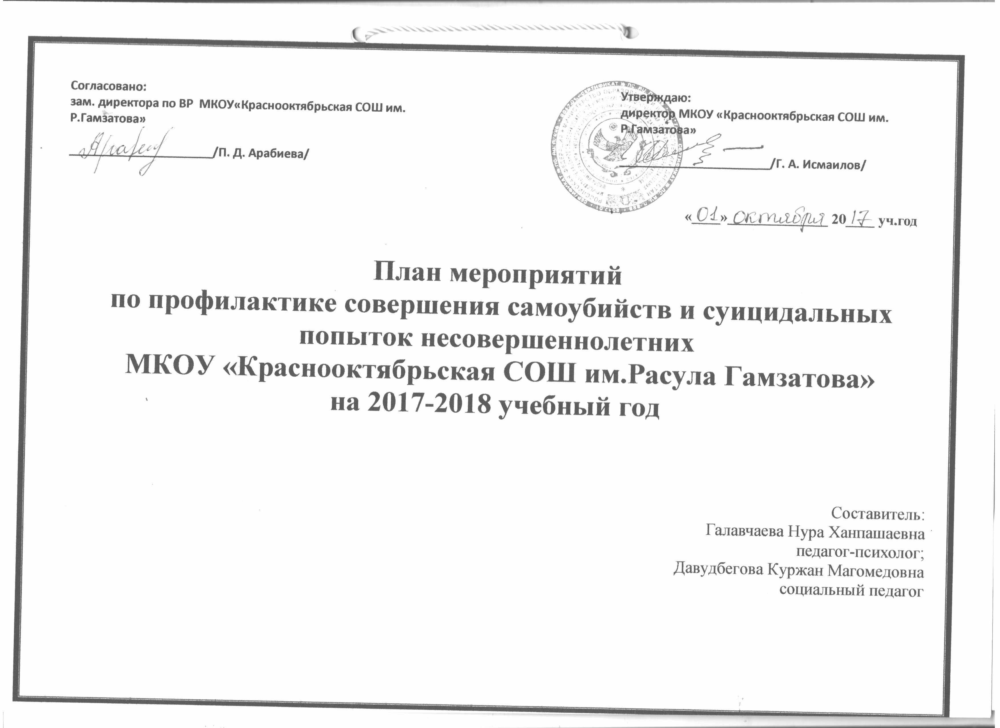 Согласовано:
зам. директора по ВР МКОУ«Краснооктябрьская СОШ им.
Р.Гамзатова»
/П. Д. Арабиева/
Утверждаю:
директор МКОУ «Краснооктябрьская СОШ им.
Р.Гамзатова»
/Г. А. Исмаилов/
«01» октября 2017 уч.год
План мероприятий
по профилактике совершения самоубийств и суицидальных
попыток несовершеннолетних
МКОУ «Краснооктябрьская СОШ им.Расула Гамзатова»
на 2017-2018 учебный год
Составитель:
Галавчаева Нура Ханпашаевна
педагог-психолог;
Давудбегова Куржан Магомедовна
социальный педагог